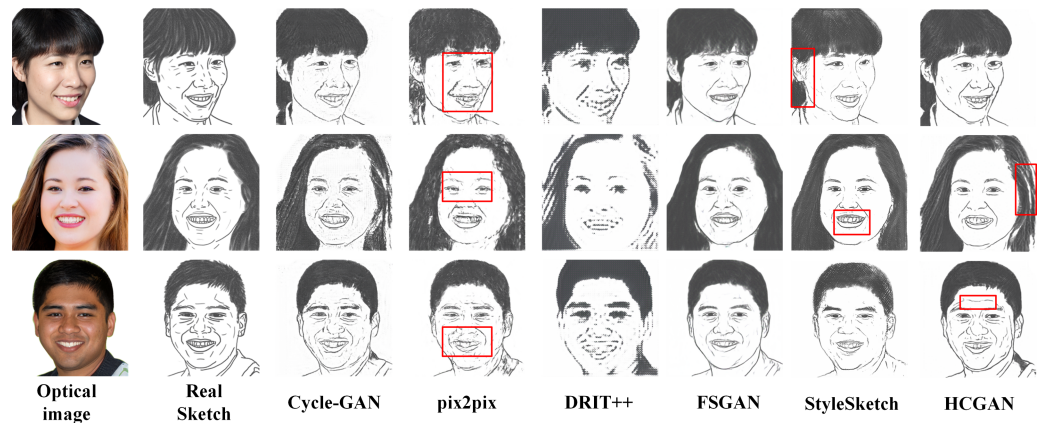 Optical
image
Real
Sketch
Cycle-GAN
pix2pix
DRIT++
FSGAN
StyleSketch
HCGAN